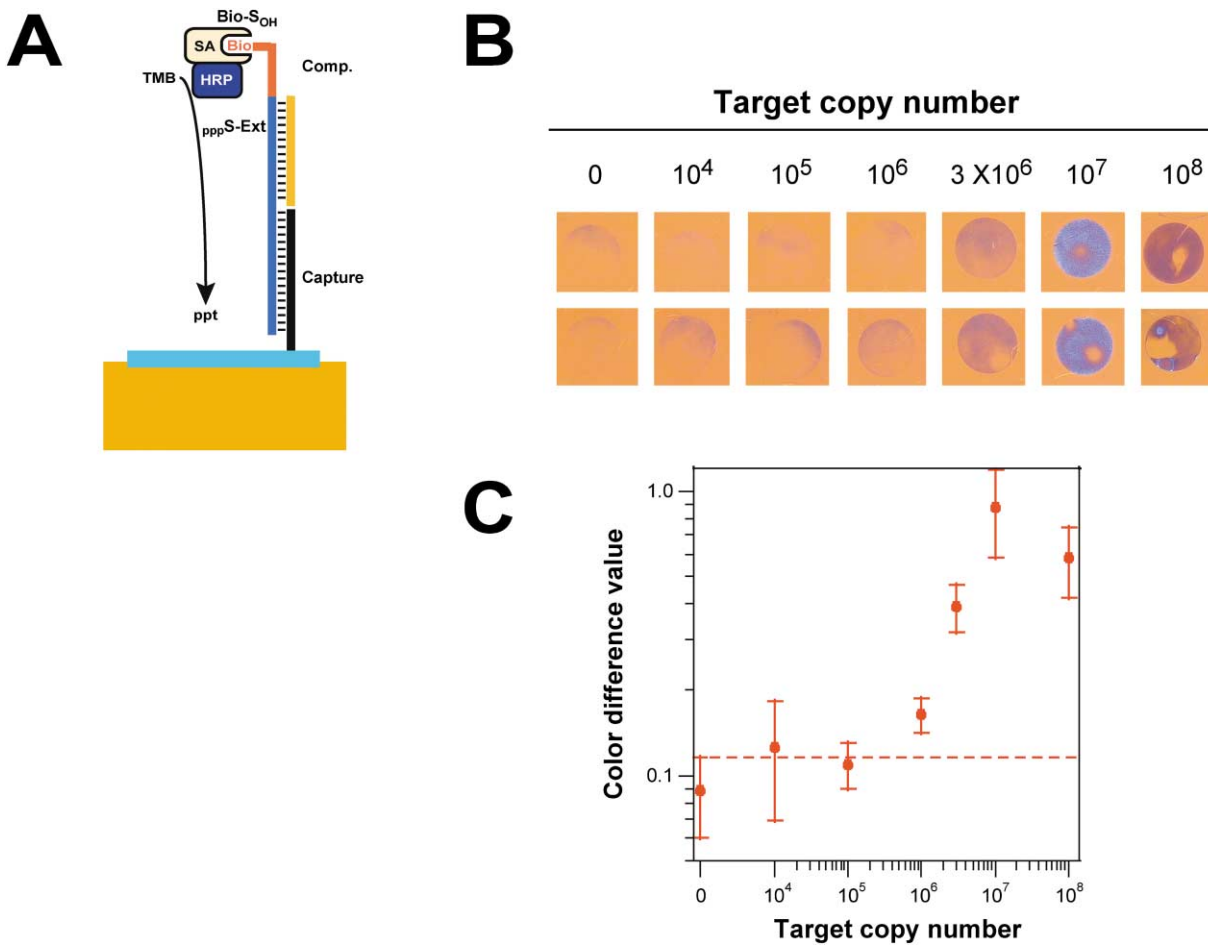 A
Bio-S_OH
SA
Bio
HRP
TMB
Comp.
pppS-Ext
Capture
ppt
B
Target copy number
0 10^4 10^5 10^6 3 X10^6 10^7 10^8
C
Color difference value
1.0
0.1
0 10^4 10^5 10^6 10^7 10^8
Target copy number